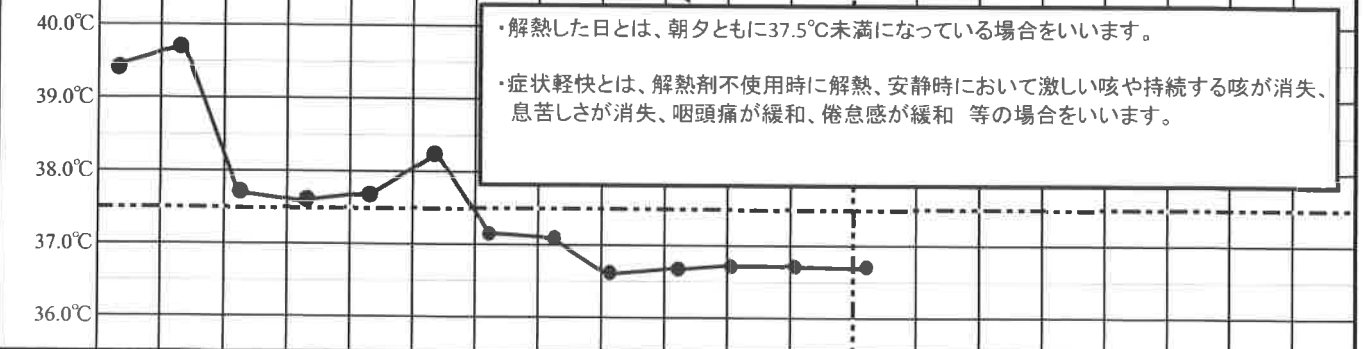 40.0℃
39.0℃
38.0℃
37.0℃
36.0℃
・解熱した日とは、朝夕ともに37.5℃未満になっている場合をいいます。
・症状軽快とは、解熱剤不使用時に解熱、安静時において激しい咳や持続する咳が消失、
息苦しさが消失、咽頭痛が緩和、倦怠感が緩和　等の場合をいいます。